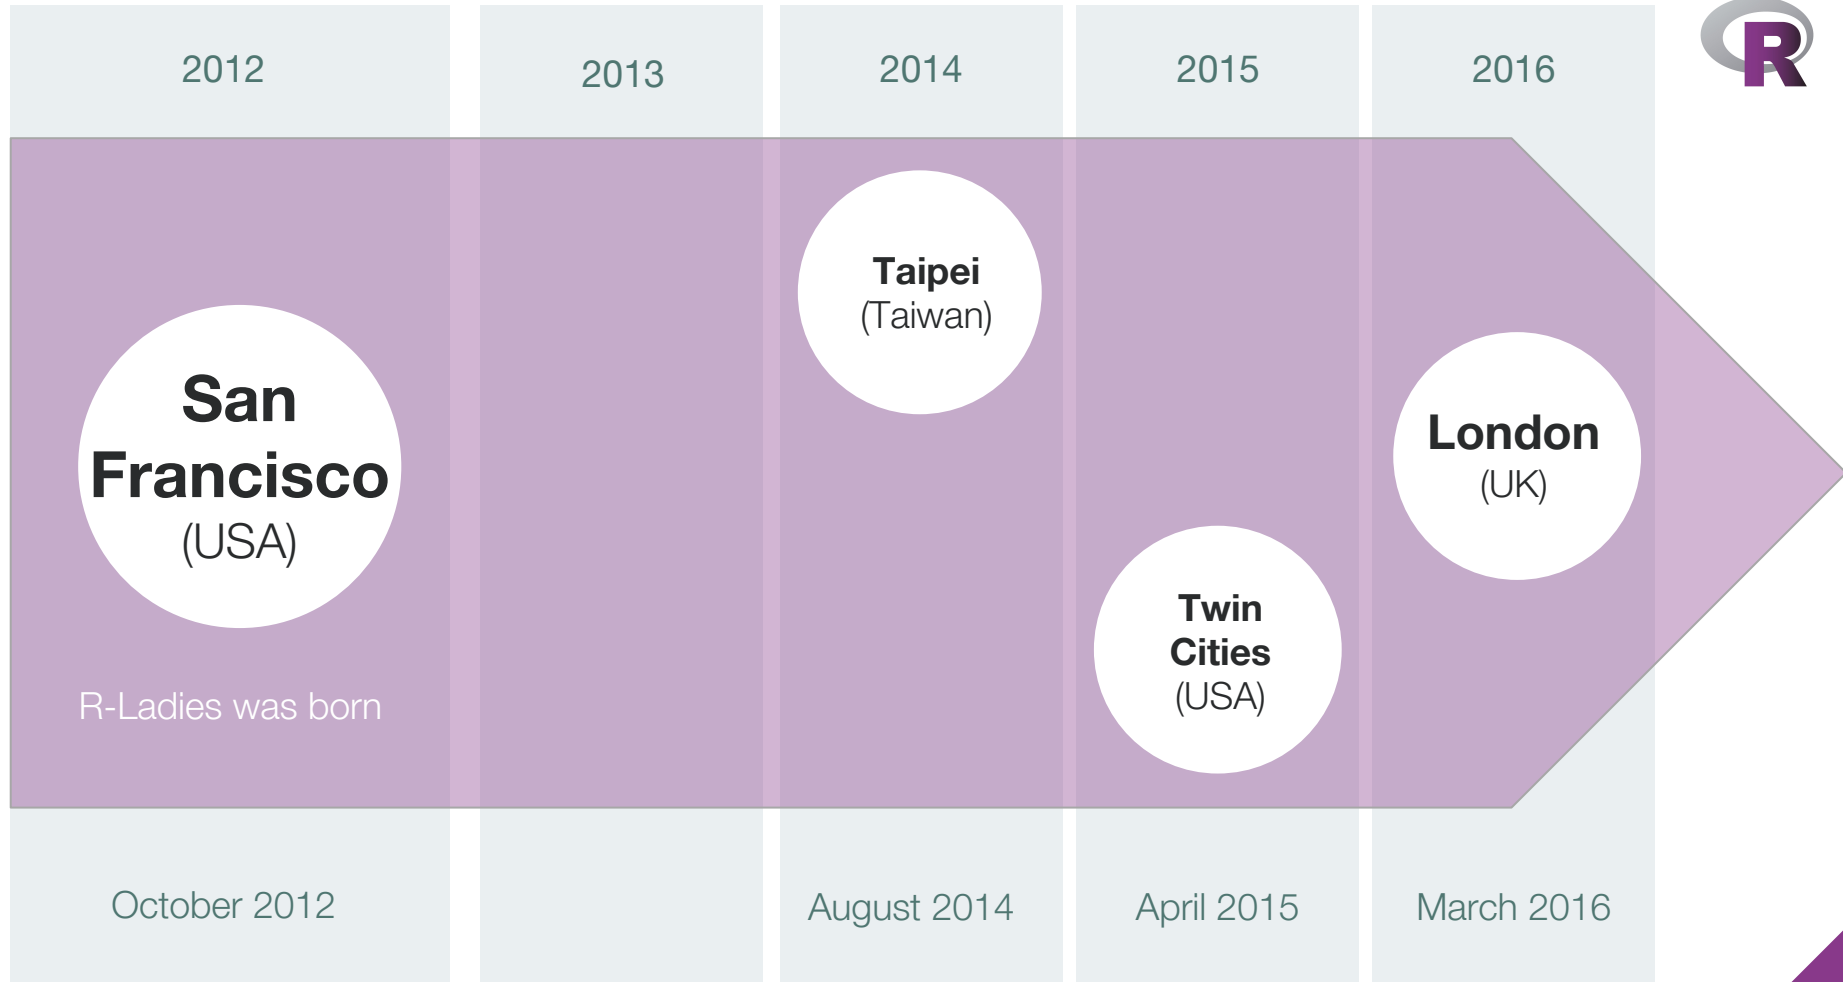 2012
2013
2014
2015
2016
R
San
Francisco
(USA)
R-Ladies was born
Taipei
(Taiwan)
Twin
Cities
(USA)
London
(UK)
October 2012
August 2014
April 2015
March 2016